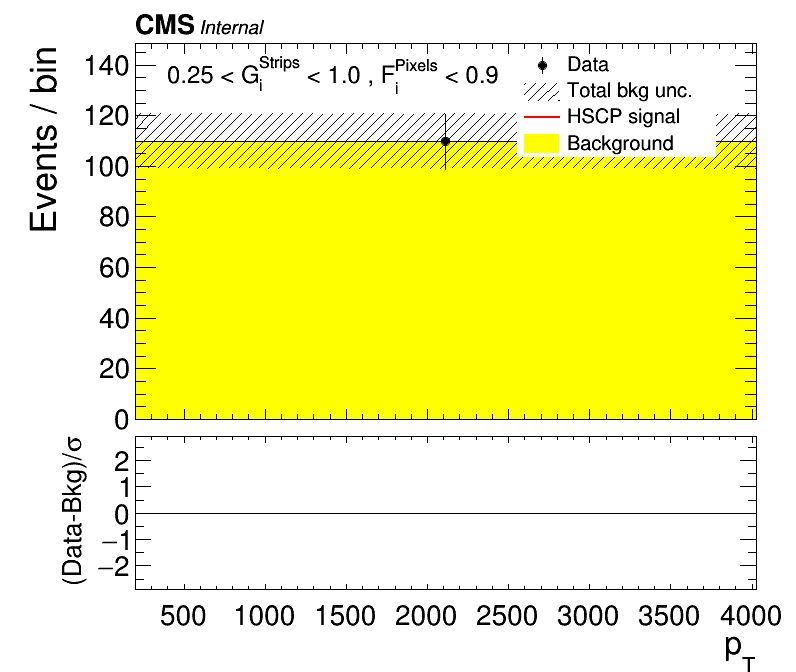 CMS Internal
0.25 < G_i^Strips < 1.0 , F_i^Pixels < 0.9
Data
Total bkg unc.
HSCP signal
Background
Events / bin
140
120
100
80
60
40
20
0
(Data-Bkg)/σ
2
1
0
−1
−2
500 1000 1500 2000 2500 3000 3500 4000
p_T